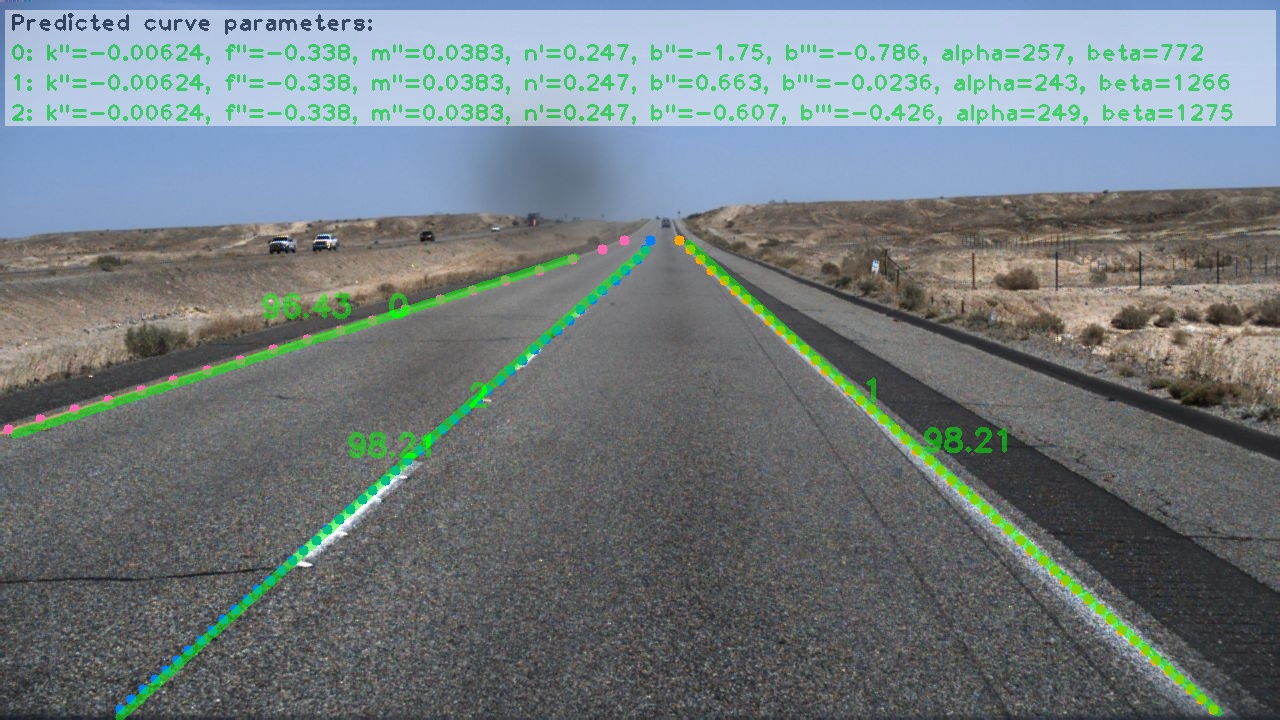 Predicted curve parameters:
0: k''=-0.00624, f''=-0.338, m''=0.0383, n'=0.247, b''=-1.75, b'''=-0.786, alpha=257, beta=772
1: k''=-0.00624, f''=-0.338, m''=0.0383, n'=0.247, b''=0.663, b'''=-0.0236, alpha=243, beta=1266
2: k''=-0.00624, f''=-0.338, m''=0.0383, n'=0.247, b''=-0.607, b'''=-0.426, alpha=249, beta=1275
96.43 0
2 1
98.21 98.21